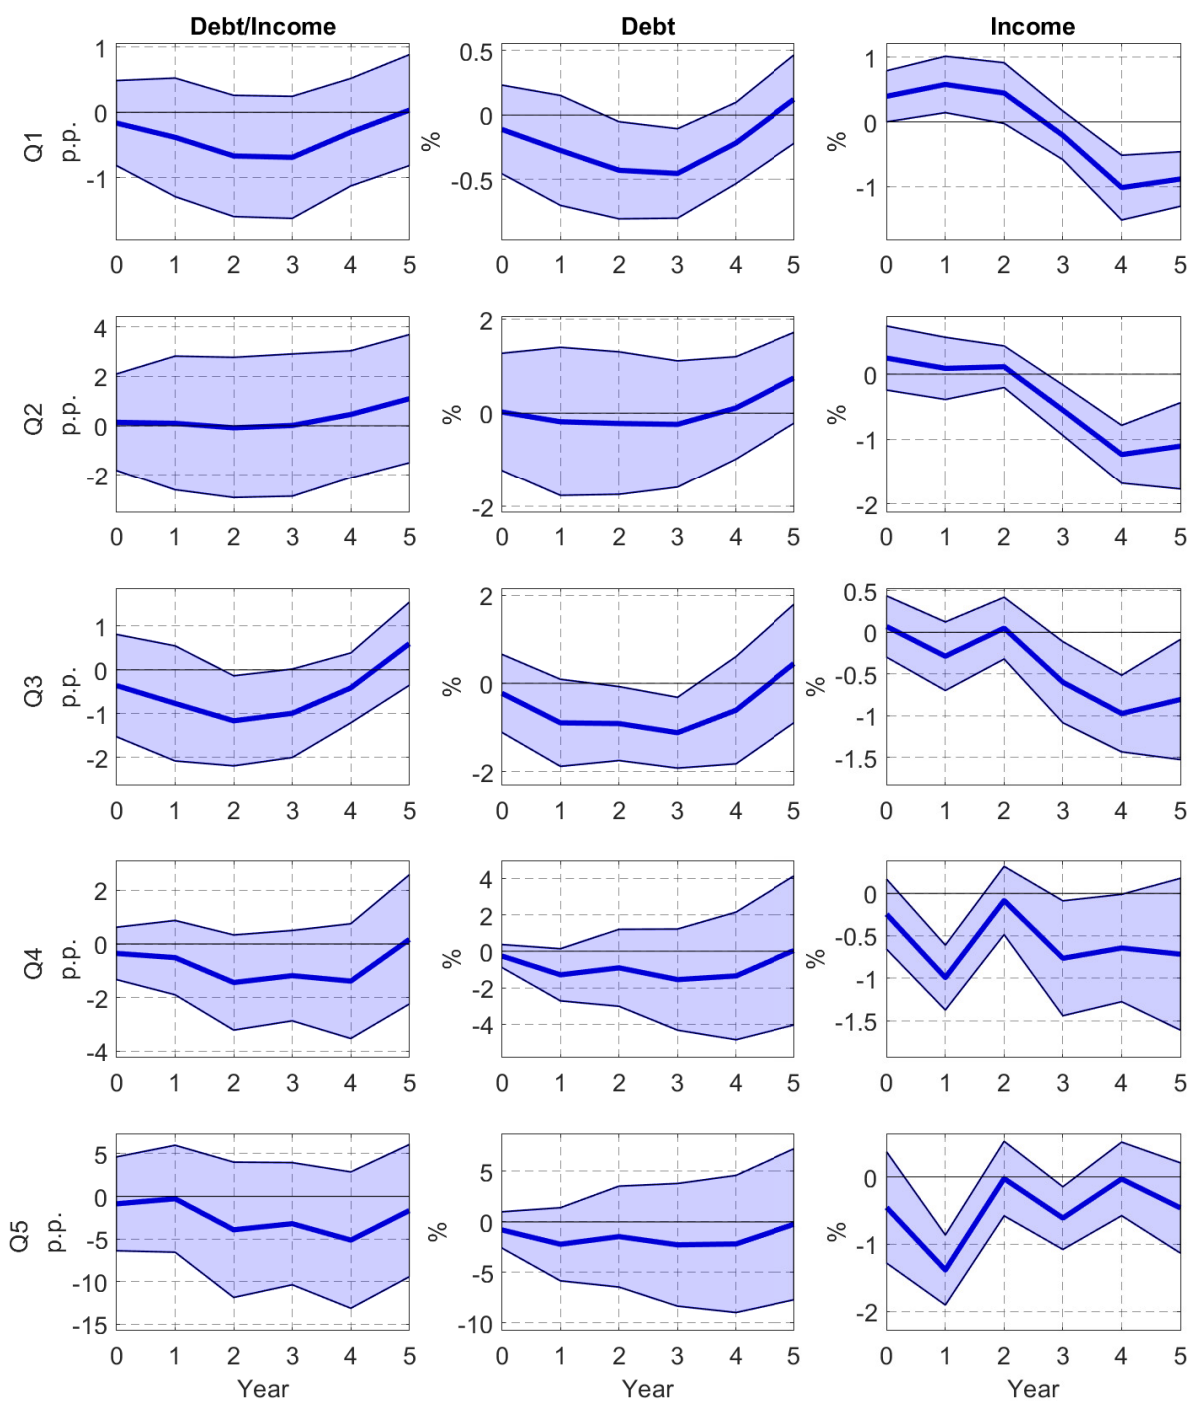 Debt/Income Debt Income
Q1 p.p. 1 0 -1 % 0.5 0 -0.5 % 1 0 -1
0 1 2 3 4 5 0 1 2 3 4 5 0 1 2 3 4 5
Q2 p.p. 4 2 0 -2 % 2 0 -2 % 0 -1 -2
0 1 2 3 4 5 0 1 2 3 4 5 0 1 2 3 4 5
Q3 p.p. 1 0 -1 -2 % 2 0 -2 % 0.5 0 -0.5 -1 -1.5
0 1 2 3 4 5 0 1 2 3 4 5 0 1 2 3 4 5
Q4 p.p. 2 0 -2 -4 % 4 2 0 -2 -4 % 0 -0.5 -1 -1.5
0 1 2 3 4 5 0 1 2 3 4 5 0 1 2 3 4 5
Q5 p.p. 5 0 -5 -10 -15 % 5 0 -5 -10 % 0 -1 -2
0 1 2 3 4 5 0 1 2 3 4 5 0 1 2 3 4 5
Year Year Year